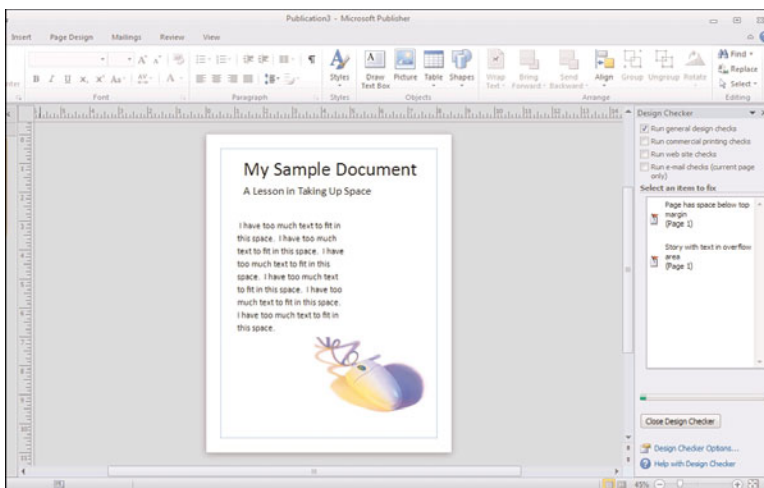 Publication3 - Microsoft Publisher
Insert Page Design Mailings Review View
B I U
Styles
Draw Text Box
Picture
Table
Shapes
Wrap Text
Bring Forward
Send Backward
Align
Group
Ungroup
Rotate
Find
Replace
Select
Font
Paragraph
Styles
Objects
Arrange
Editing
My Sample Document
A Lesson in Taking Up Space
I have too much text to fit in
this space. I have too much
text to fit in this space. I have
too much text to fit in this
space. I have too much text
to fit in this space. I have too
much text to fit in this space.
I have too much text to fit in
this space.
Design Checker
Run general design checks
Run commercial printing checks
Run web site checks
Run e-mail checks (current page
only)
Select an item to fix
Page has space below top
margin
(Page 1)
Story with text in overflow
area
(Page 1)
Close Design Checker
Design Checker Options...
Help with Design Checker
45%